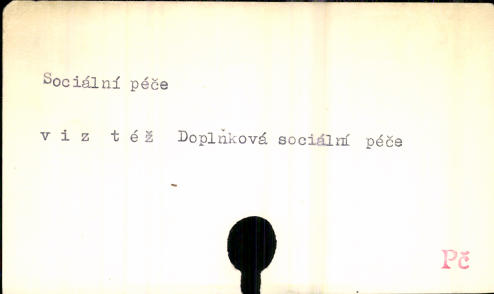 Sociální péče
v i z t é ž Doplňková sociální péče
Pč